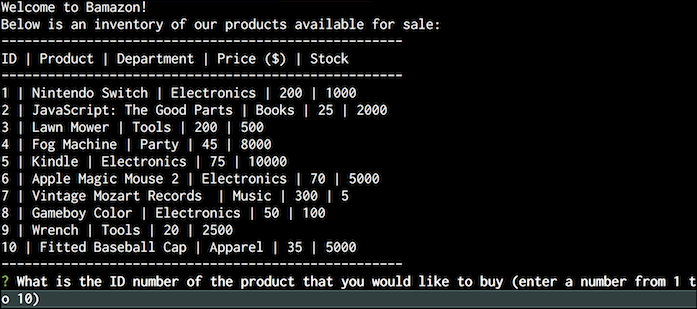 Welcome to Bamazon!
Below is an inventory of our products available for sale:
---------------------------------------------------
ID | Product | Department | Price ($) | Stock
---------------------------------------------------
1 | Nintendo Switch | Electronics | 200 | 1000
2 | JavaScript: The Good Parts | Books | 25 | 2000
3 | Lawn Mower | Tools | 200 | 500
4 | Fog Machine | Party | 45 | 8000
5 | Kindle | Electronics | 75 | 10000
6 | Apple Magic Mouse 2 | Electronics | 70 | 5000
7 | Vintage Mozart Records  | Music | 300 | 5
8 | Gameboy Color | Electronics | 50 | 100
9 | Wrench | Tools | 20 | 2500
10 | Fitted Baseball Cap | Apparel | 35 | 5000
---------------------------------------------------
? What is the ID number of the product that you would like to buy (enter a number from 1 t
o 10)